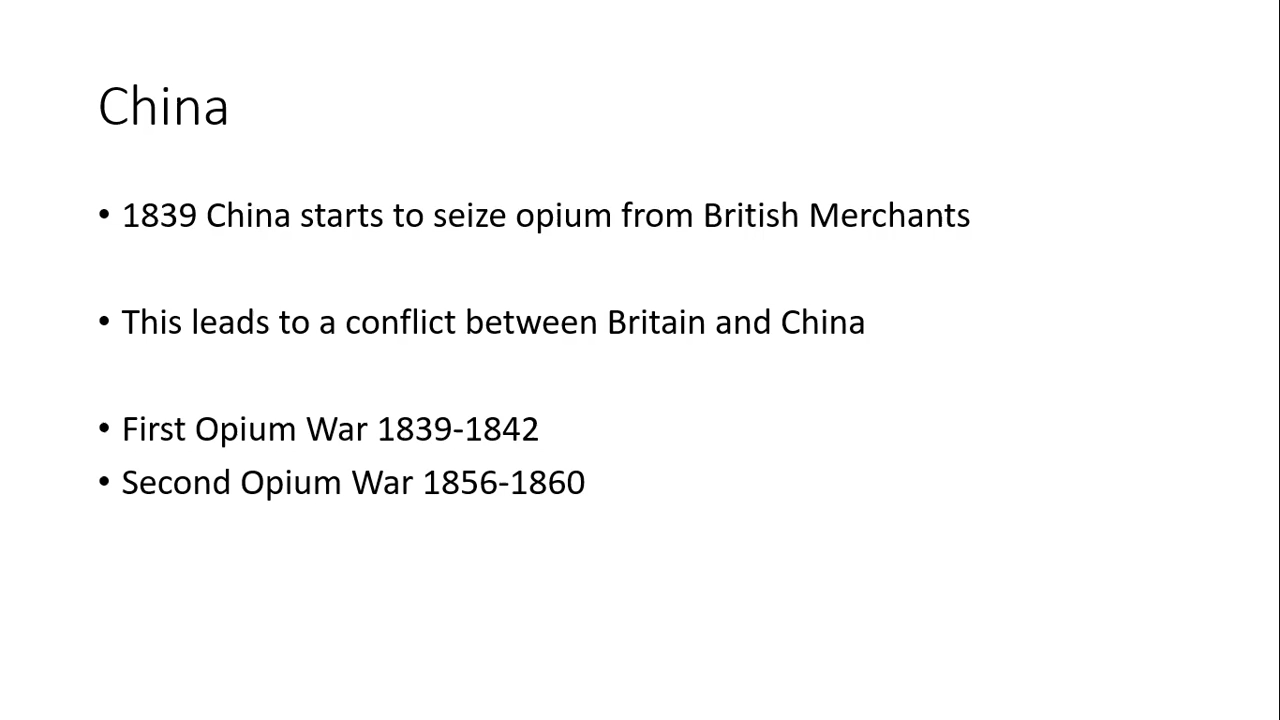 China
• 1839 China starts to seize opium from British Merchants
• This leads to a conflict between Britain and China
• First Opium War 1839-1842
• Second Opium War 1856-1860